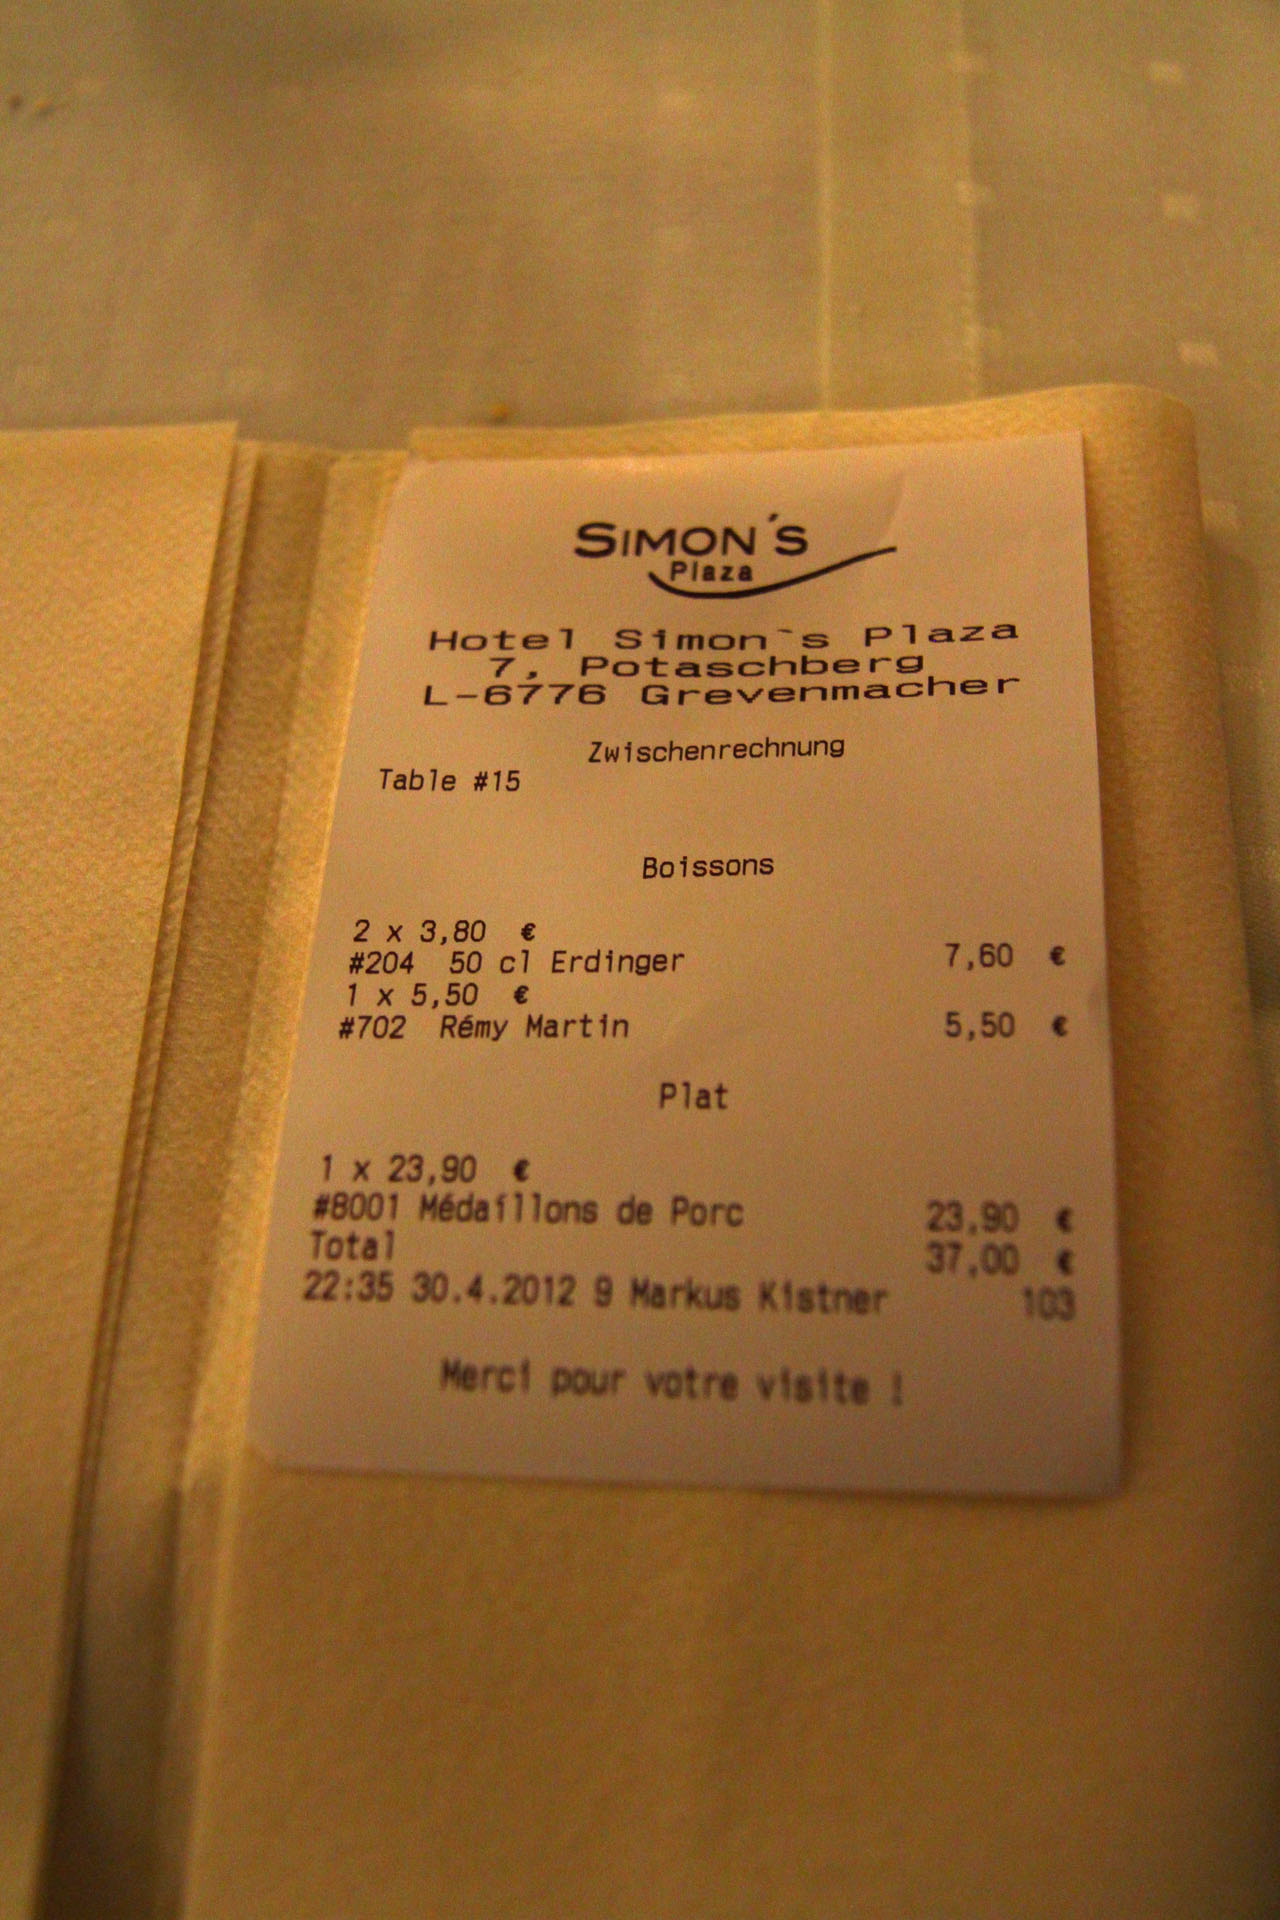 SIMON'S
Plaza
Hotel Simon`s Plaza
7, Potaschberg
L-6776 Grevenmacher
Zwischenrechnung
Table #15
Boissons
2 x 3,80 €
#204 50 cl Erdinger 7,60 €
1 x 5,50 €
#702 Rémy Martin 5,50 €
Plat
1 x 23,90 €
#8001 Médaillons de Porc 23,90 €
Total 37,00 €
22:35 30.4.2012 9 Markus Kistner 103
Merci pour votre visite !